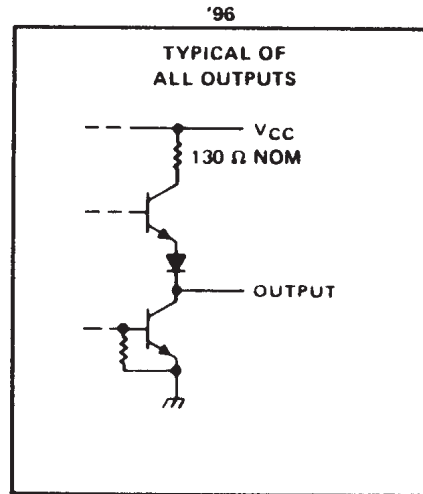 '96
TYPICAL OF
ALL OUTPUTS
VCC
130 Ω NOM
OUTPUT